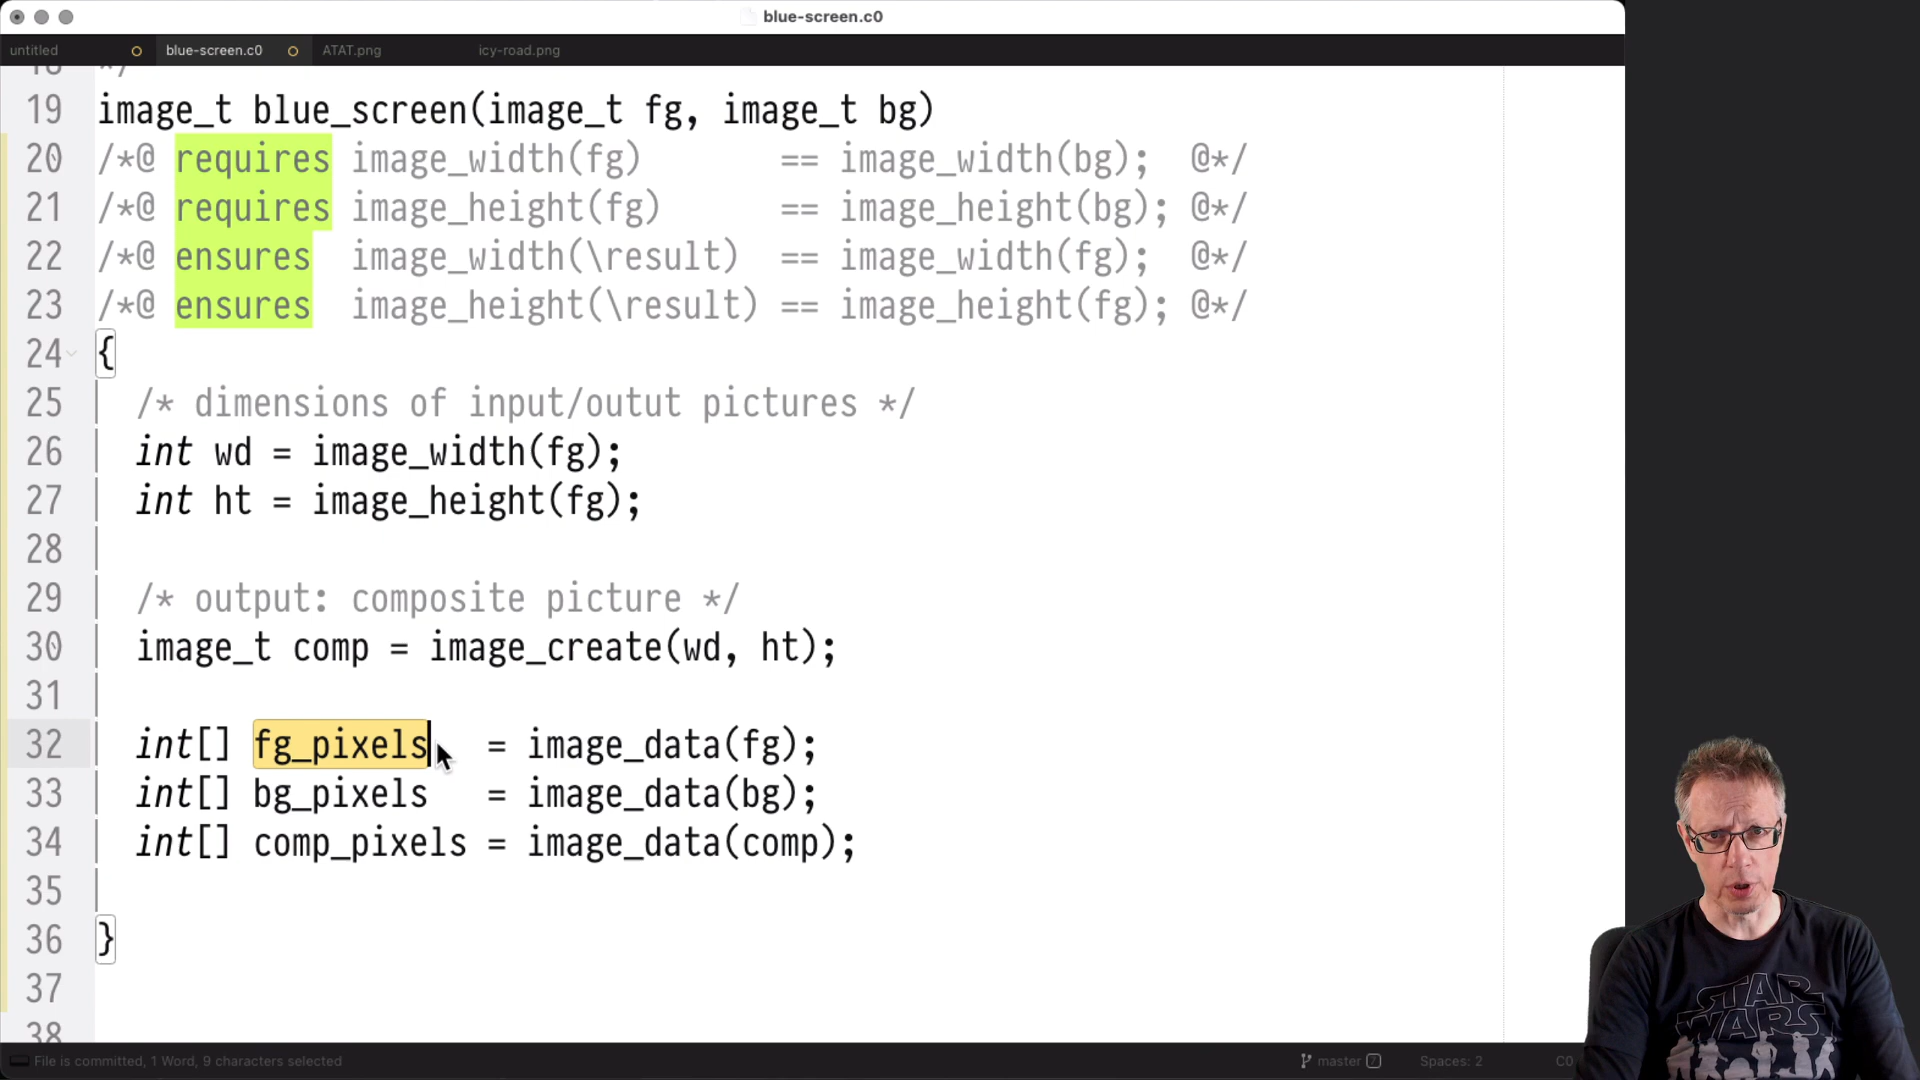 blue-screen.c0
untitled blue-screen.c0 ATAT.png icy-road.png
18 */
19 image_t blue_screen(image_t fg, image_t bg)
20 /*@ requires image_width(fg) == image_width(bg); @*/
21 /*@ requires image_height(fg) == image_height(bg); @*/
22 /*@ ensures image_width(\result) == image_width(fg); @*/
23 /*@ ensures image_height(\result) == image_height(fg); @*/
24 {
25 /* dimensions of input/outut pictures */
26 int wd = image_width(fg);
27 int ht = image_height(fg);
28
29 /* output: composite picture */
30 image_t comp = image_create(wd, ht);
31
32 int[] fg_pixels = image_data(fg);
33 int[] bg_pixels = image_data(bg);
34 int[] comp_pixels = image_data(comp);
35
36 }
37
38
File is committed, 1 Word, 9 characters selected master 7 Spaces: 2 C0
STAR
WARS